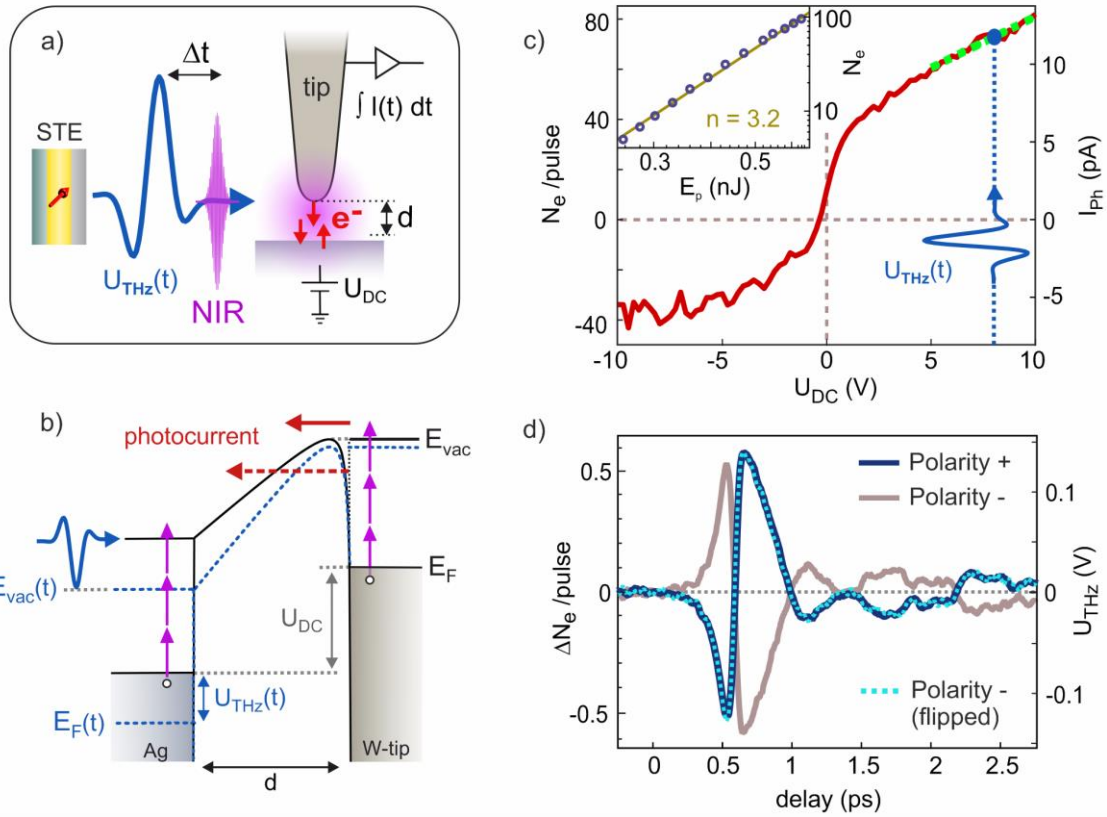 a)
Δt
STE
U_THz(t)
NIR
tip
∫ I(t) dt
e⁻
d
U_DC
b)
photocurrent
E_vac
E_vac(t)
E_F
U_DC
U_THz(t)
E_F(t)
Ag
W-tip
d
c)
N_e /pulse
80
40
0
-40
-10
-5
0
5
10
U_DC (V)
I_Ph (pA)
10
5
0
-5
U_THz(t)
n = 3.2
0.3
0.5
E_p (nJ)
100
10
N_e
d)
ΔN_e /pulse
0.5
0
-0.5
Polarity +
Polarity -
Polarity -
(flipped)
0.1
0
-0.1
U_THz (V)
0
0.5
1
1.5
2
2.5
delay (ps)